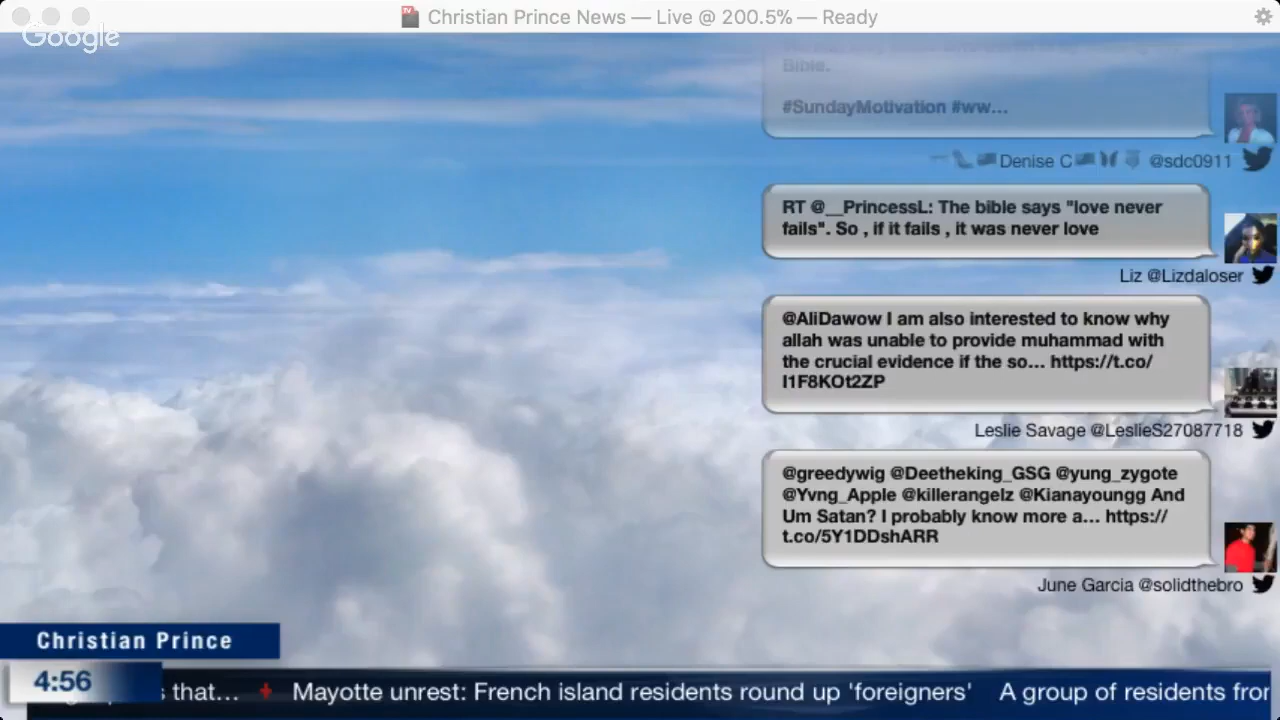 Christian Prince News — Live @ 200.5% — Ready
Google
Bible.
#SundayMotivation #ww...
Denise C @sdc0911
RT @__PrincessL: The bible says "love never
fails". So , if it fails , it was never love
Liz @Lizdaloser
@AliDawow I am also interested to know why
allah was unable to provide muhammad with
the crucial evidence if the so... https://t.co/
I1F8KOt2ZP
Leslie Savage @LeslieS27087718
@greedywig @Deetheking_GSG @yung_zygote
@Yvng_Apple @killerangelz @Kianayoungg And
Um Satan? I probably know more a... https://
t.co/5Y1DDshARR
June Garcia @solidthebro
Christian Prince
4:56
s that... Mayotte unrest: French island residents round up 'foreigners' A group of residents from